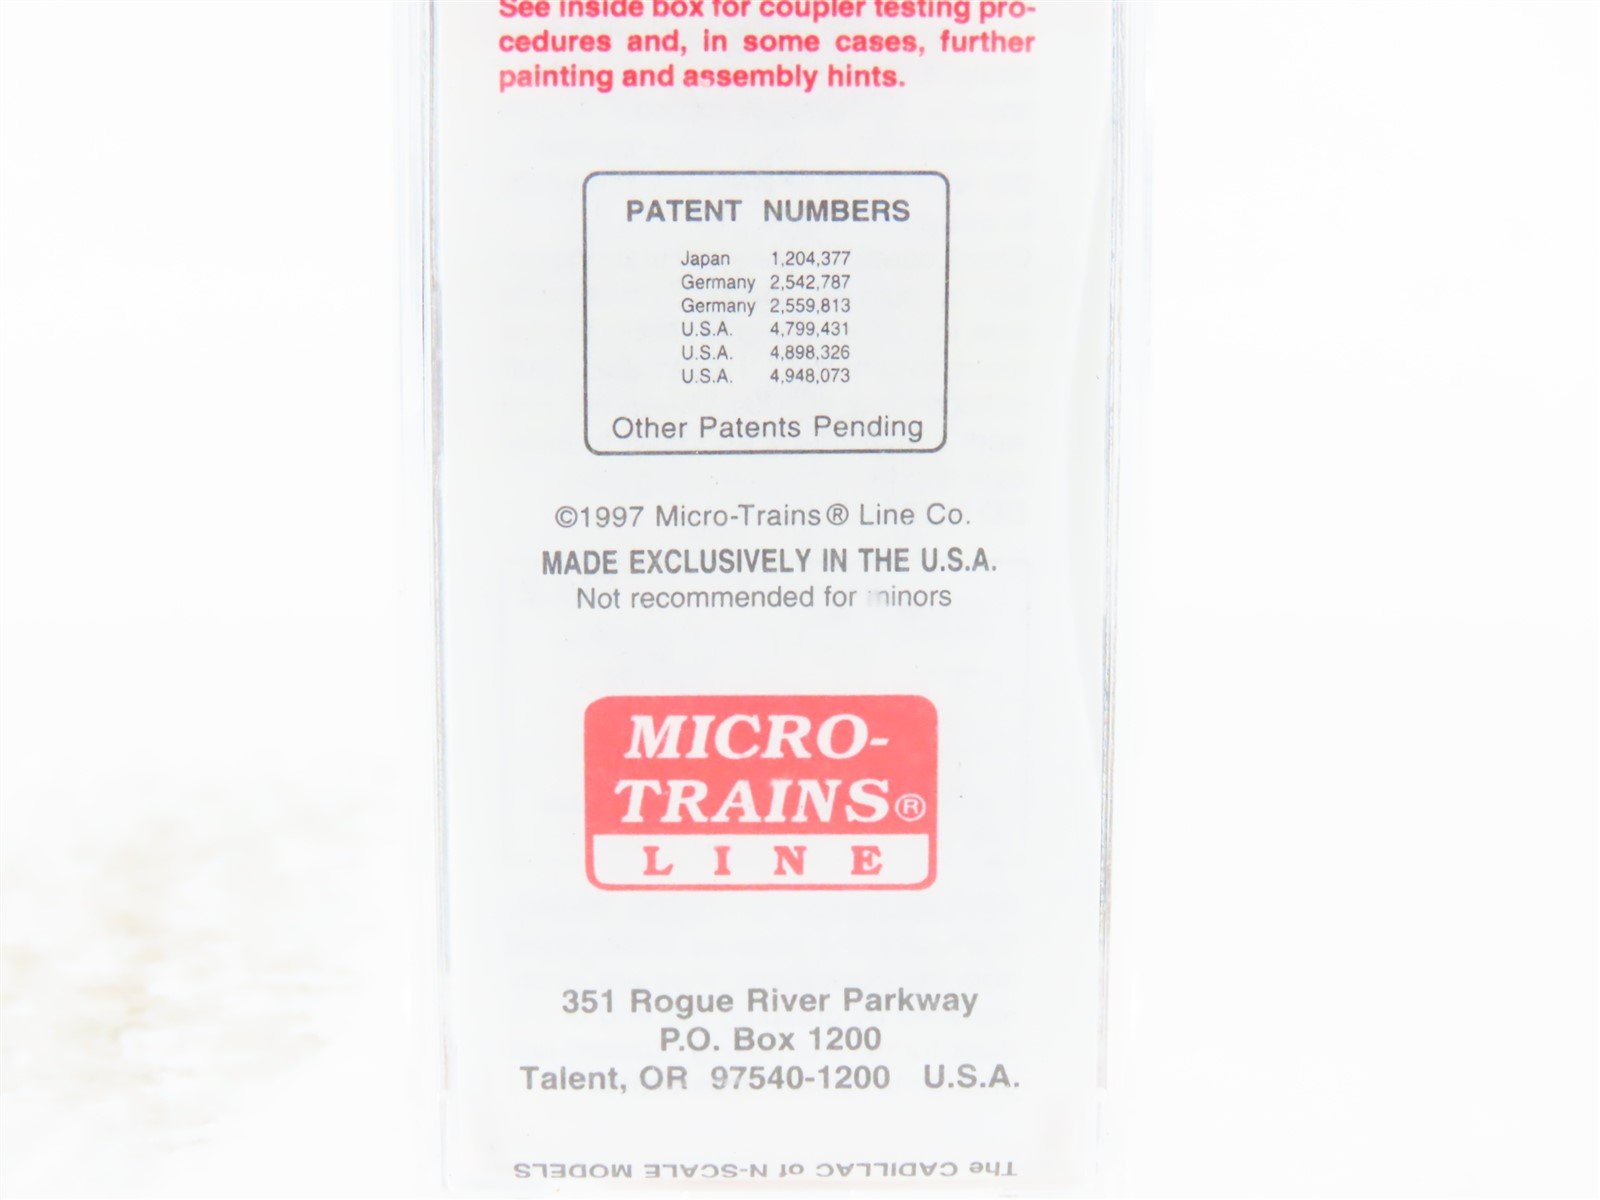 See inside box for coupler testing pro-
cedures and, in some cases, further
painting and assembly hints.
PATENT NUMBERS
Japan 1,204,377
Germany 2,542,787
Germany 2,559,813
U.S.A. 4,799,431
U.S.A. 4,898,326
U.S.A. 4,948,073
Other Patents Pending
©1997 Micro-Trains® Line Co.
MADE EXCLUSIVELY IN THE U.S.A.
Not recommended for minors
MICRO-
TRAINS®
LINE
351 Rogue River Parkway
P.O. Box 1200
Talent, OR 97540-1200 U.S.A.
The CADILLAC of N-SCALE MODELS